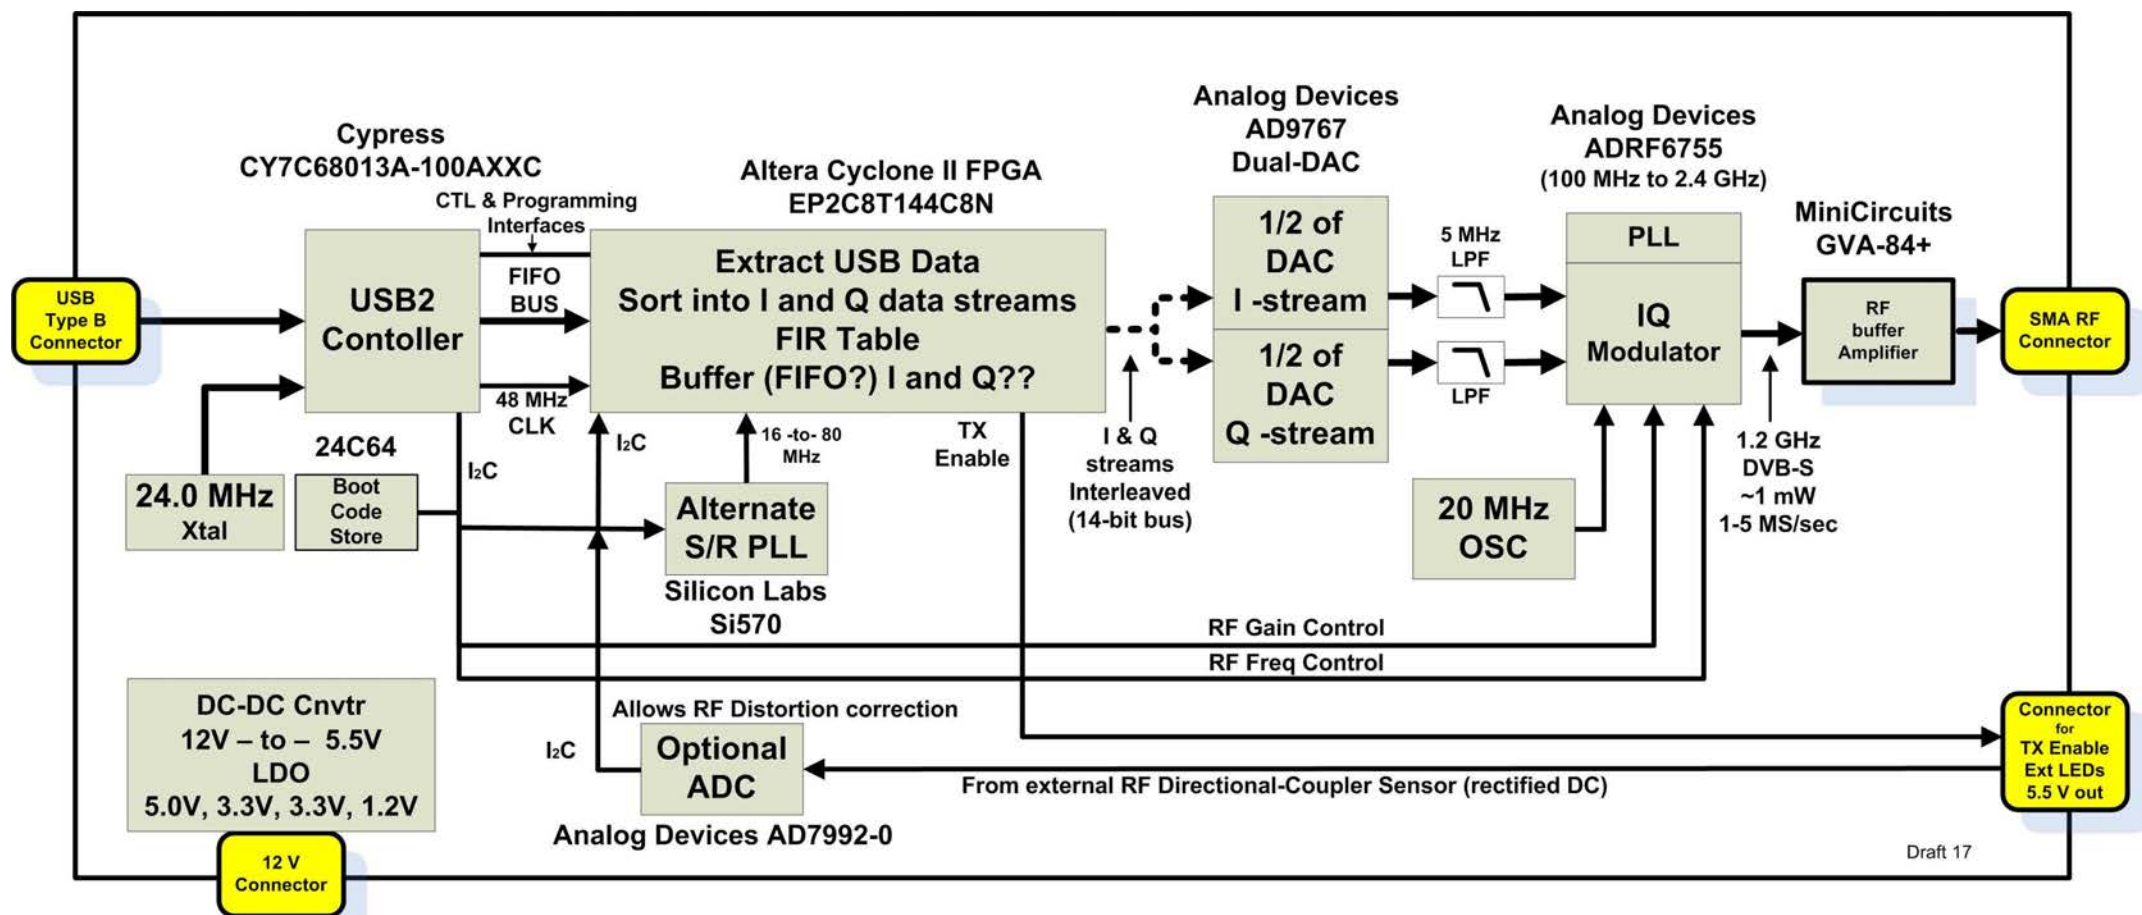 Cypress
CY7C68013A-100AXXC
CTL & Programming
Interfaces
Altera Cyclone II FPGA
EP2C8T144C8N
Analog Devices
AD9767
Dual-DAC
Analog Devices
ADRF6755
(100 MHz to 2.4 GHz)
MiniCircuits
GVA-84+
USB
Type B
Connector
USB2
Contoller
FIFO
BUS
48 MHz
CLK
Extract USB Data
Sort into I and Q data streams
FIR Table
Buffer (FIFO?) I and Q??
1/2 of
DAC
I -stream
1/2 of
DAC
Q -stream
5 MHz
LPF
LPF
PLL
IQ
Modulator
RF
buffer
Amplifier
SMA RF
Connector
24.0 MHz
Xtal
24C64
Boot
Code
Store
I2C
I2C
16 -to- 80
MHz
TX
Enable
I & Q
streams
Interleaved
(14-bit bus)
1.2 GHz
DVB-S
~1 mW
1-5 MS/sec
Alternate
S/R PLL
Silicon Labs
Si570
20 MHz
OSC
RF Gain Control
RF Freq Control
DC-DC Cnvtr
12V – to – 5.5V
LDO
5.0V, 3.3V, 3.3V, 1.2V
12 V
Connector
Allows RF Distortion correction
I2C
Optional
ADC
Analog Devices AD7992-0
From external RF Directional-Coupler Sensor (rectified DC)
Connector
for
TX Enable
Ext LEDs
5.5 V out
Draft 17